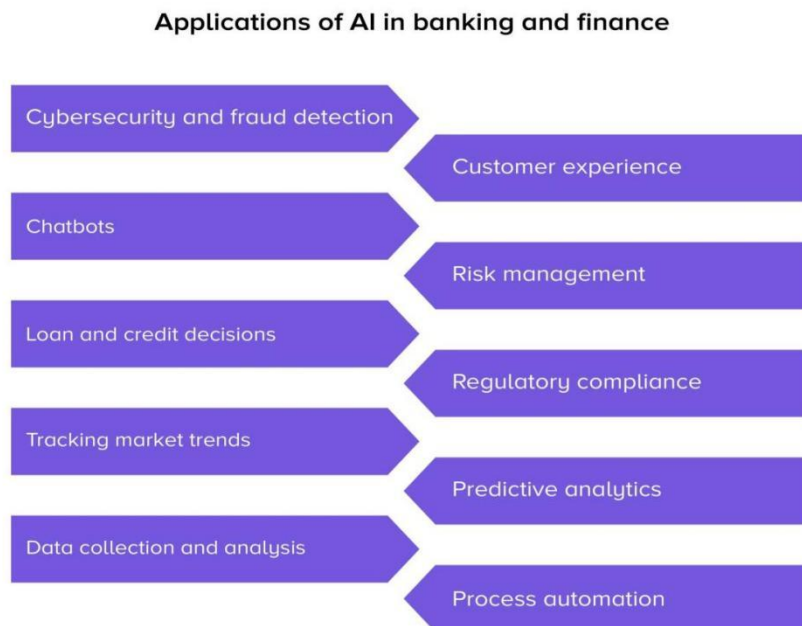 Applications of AI in banking and finance
Cybersecurity and fraud detection
Customer experience
Chatbots
Risk management
Loan and credit decisions
Regulatory compliance
Tracking market trends
Predictive analytics
Data collection and analysis
Process automation